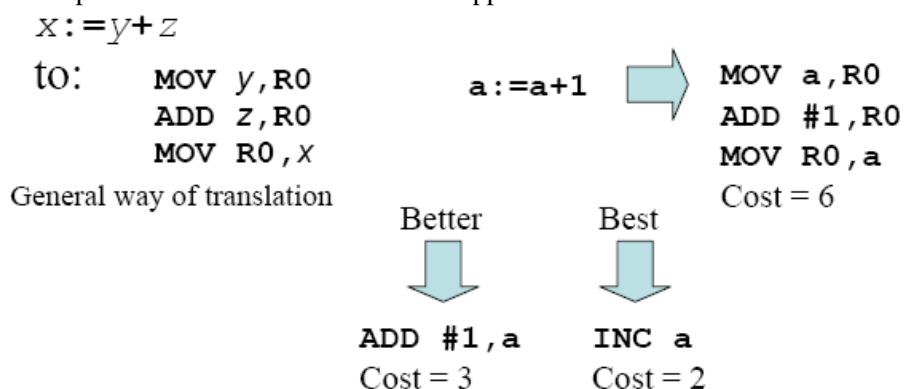 x:=y+z
to:
MOV y,R0
ADD z,R0
MOV R0,x
General way of translation
a:=a+1
MOV a,R0
ADD #1,R0
MOV R0,a
Cost = 6
Better
ADD #1,a
Cost = 3
Best
INC a
Cost = 2